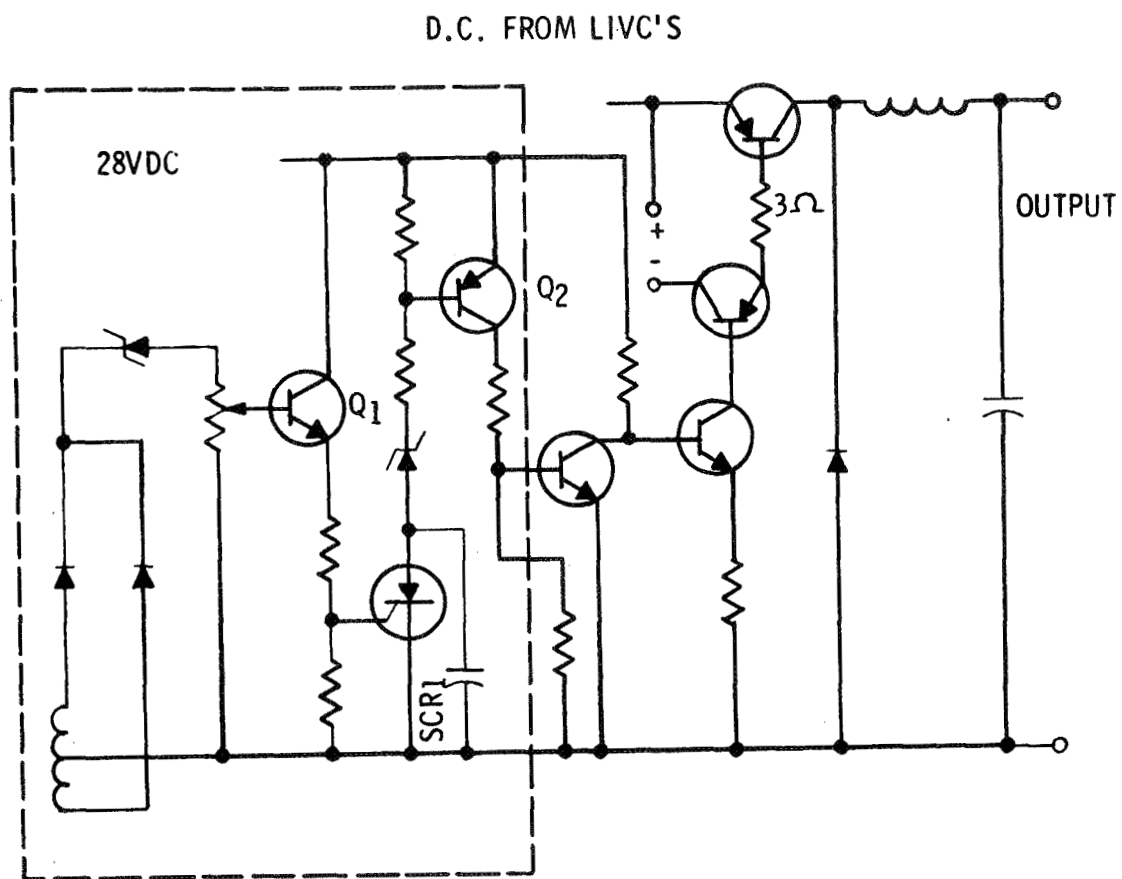 D.C. FROM LIVC'S
28VDC
3Ω
OUTPUT
+
-
Q2
Q1
SCR1